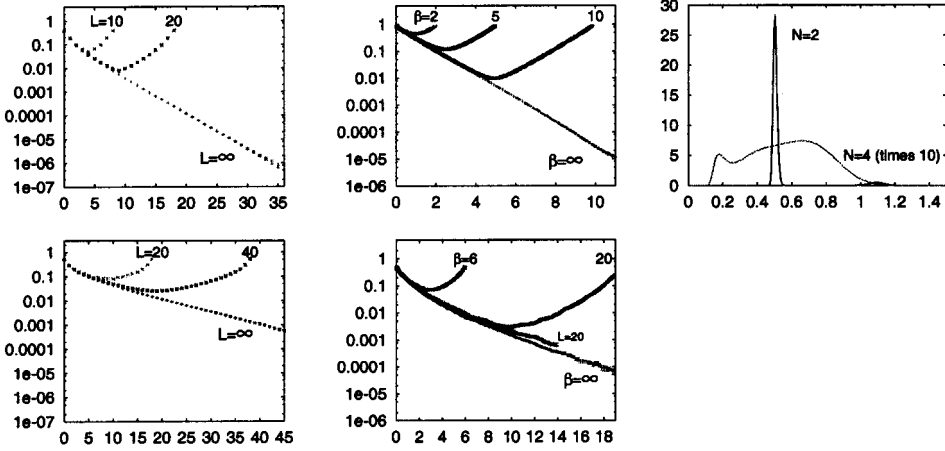 L=10 20
1
0.1
0.01
0.001
0.0001
1e-05
1e-06
1e-07
L=∞
0 5 10 15 20 25 30 35
β=2 5 10
1
0.1
0.01
0.001
0.0001
1e-05
1e-06
β=∞
0 2 4 6 8 10
30
25
20
15
10
5
0
N=2
N=4 (times 10)
0 0.2 0.4 0.6 0.8 1 1.2 1.4
L=20 40
1
0.1
0.01
0.001
0.0001
1e-05
1e-06
1e-07
L=∞
0 5 10 15 20 25 30 35 40 45
β=6 20
1
0.1
0.01
0.001
0.0001
1e-05
1e-06
L=20
β=∞
0 2 4 6 8 10 12 14 16 18